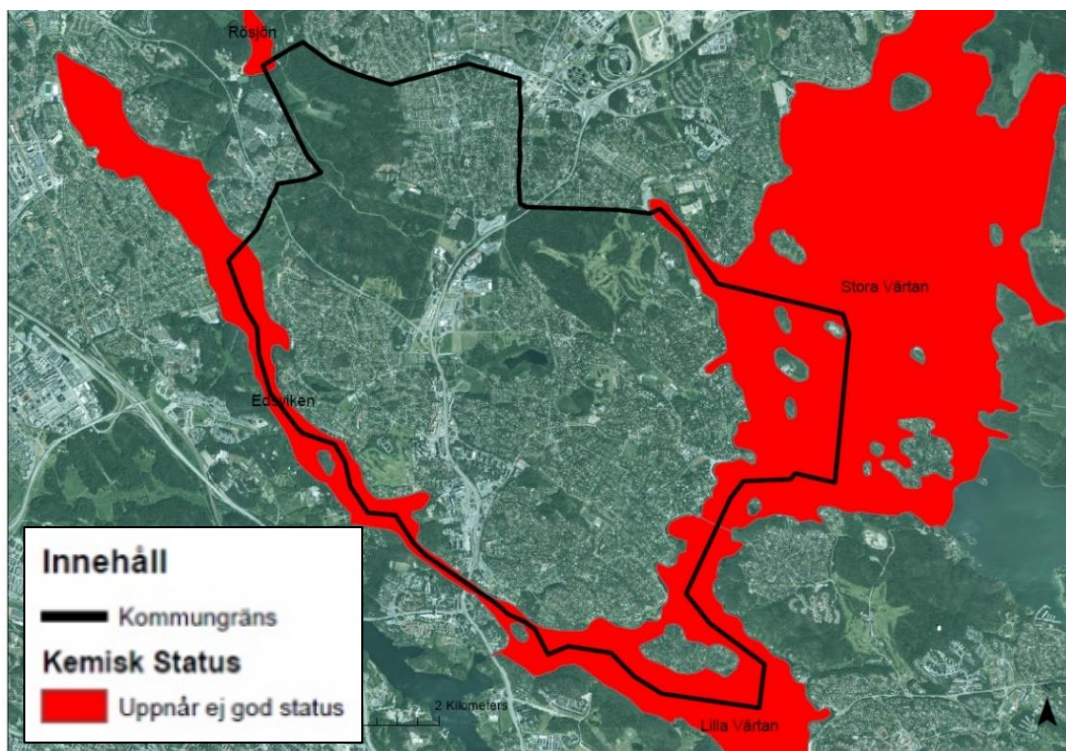 Rösjön
Stora Värtan
Edsviken
Innehåll
Kommungräns
Kemisk Status
Uppnår ej god status
2 Kilometers
Lilla Värtan